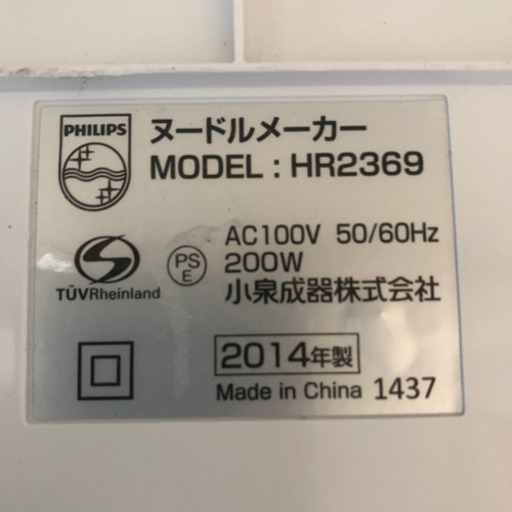 PHILIPS
ヌードルメーカー
MODEL : HR2369
TÜVRheinland
PS
E
AC100V 50/60Hz
200W
小泉成器株式会社
2014年製
Made in China 1437